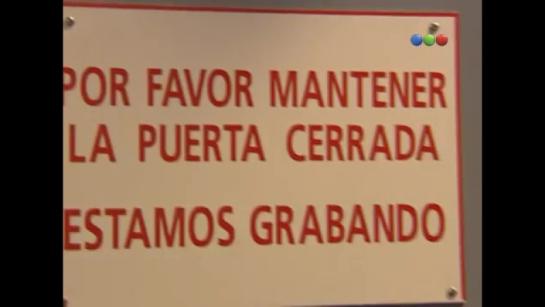 POR FAVOR MANTENER
LA PUERTA CERRADA
ESTAMOS GRABANDO